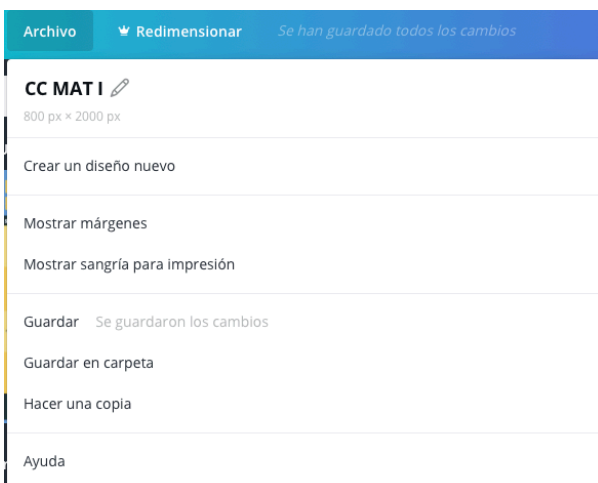 Archivo Redimensionar Se han guardado todos los cambios
CC MAT I
800 px × 2000 px
Crear un diseño nuevo
Mostrar márgenes
Mostrar sangría para impresión
Guardar Se guardaron los cambios
Guardar en carpeta
Hacer una copia
Ayuda